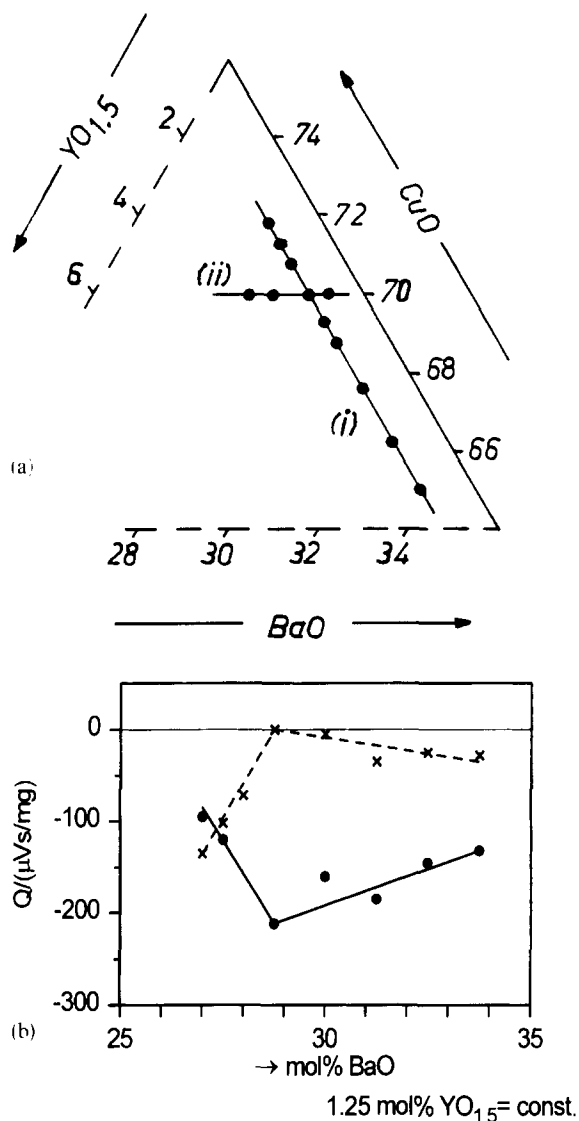 (a)
YO1.5
2
4
6
CuO
74
72
70
68
66
(ii)
(i)
28
30
32
34
BaO
(b)
Q/(μVs/mg)
0
-100
-200
-300
25
30
35
→ mol% BaO
1.25 mol% YO1.5= const.